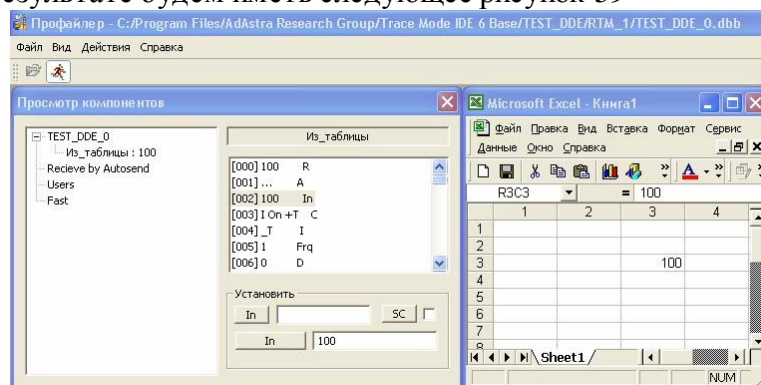 результате будем иметь следующее рисунок 39
Профайлер - C:/Program Files/AdAstra Research Group/Trace Mode IDE 6 Base/TEST_DDE/RTM_1/TEST_DDE_0.dbb
Файл Вид Действия Справка
Просмотр компонентов
TEST_DDE_0
Из_таблицы : 100
Recieve by Autosend
Users
Fast
Из_таблицы
[000] 100 R
[001] ... A
[002] 100 In
[003] I On +T C
[004] _T I
[005] 1 Frq
[006] 0 D
Установить
In SC
In 100
Microsoft Excel - Книга1
Файл Правка Вид Вставка Формат Сервис
Данные Окно Справка
R3C3 = 100
1 2 3 4
1
2
3 100
4
5
6
7
8
Sheet1
NUM